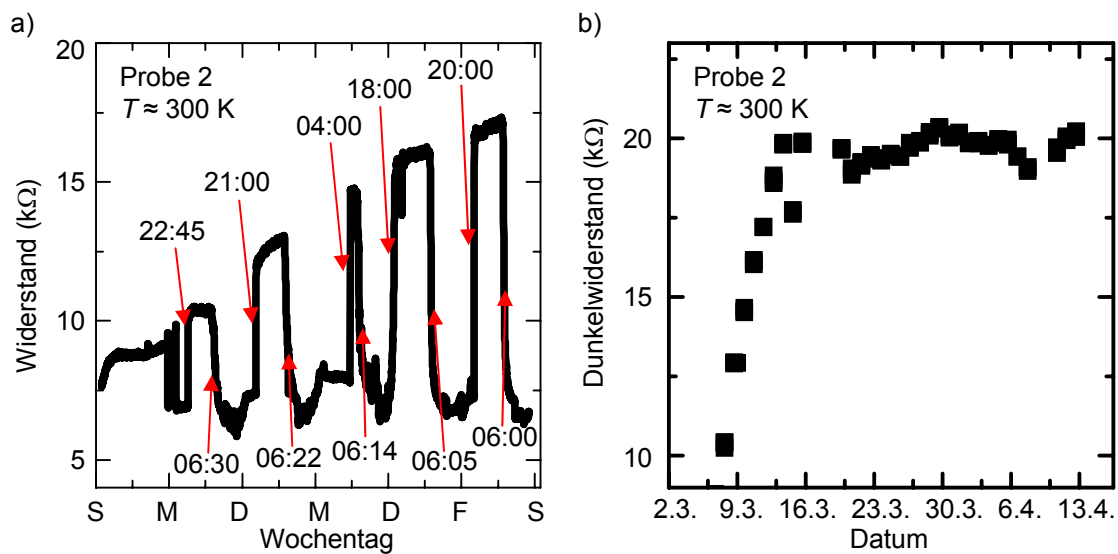 a)
20
15
10
5
Widerstand (kΩ)
Probe 2
T ≈ 300 K
22:45
21:00
04:00
18:00
20:00
06:30
06:22
06:14
06:05
06:00
S M D M D F S
Wochentag
b)
20
15
10
Dunkelwiderstand (kΩ)
Probe 2
T ≈ 300 K
2.3. 9.3. 16.3. 23.3. 30.3. 6.4. 13.4.
Datum